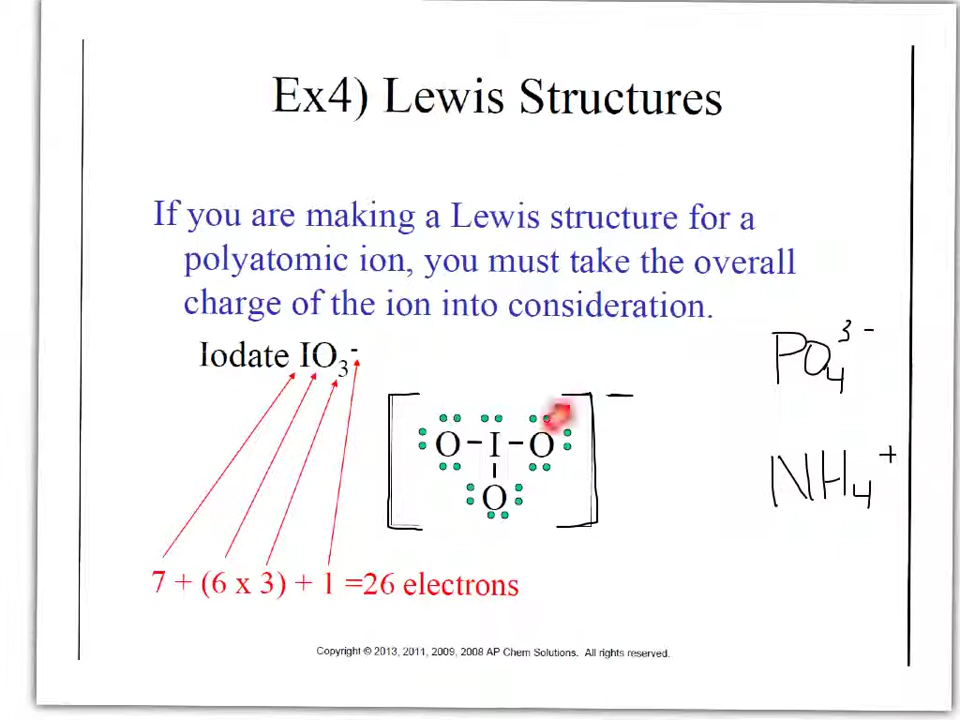 Ex4) Lewis Structures
If you are making a Lewis structure for a
polyatomic ion, you must take the overall
charge of the ion into consideration.
Iodate IO₃⁻
PO₄³⁻
[O-I-O]⁻
O
NH₄⁺
7 + (6 x 3) + 1 =26 electrons
Copyright © 2013, 2011, 2009, 2008 AP Chem Solutions. All rights reserved.